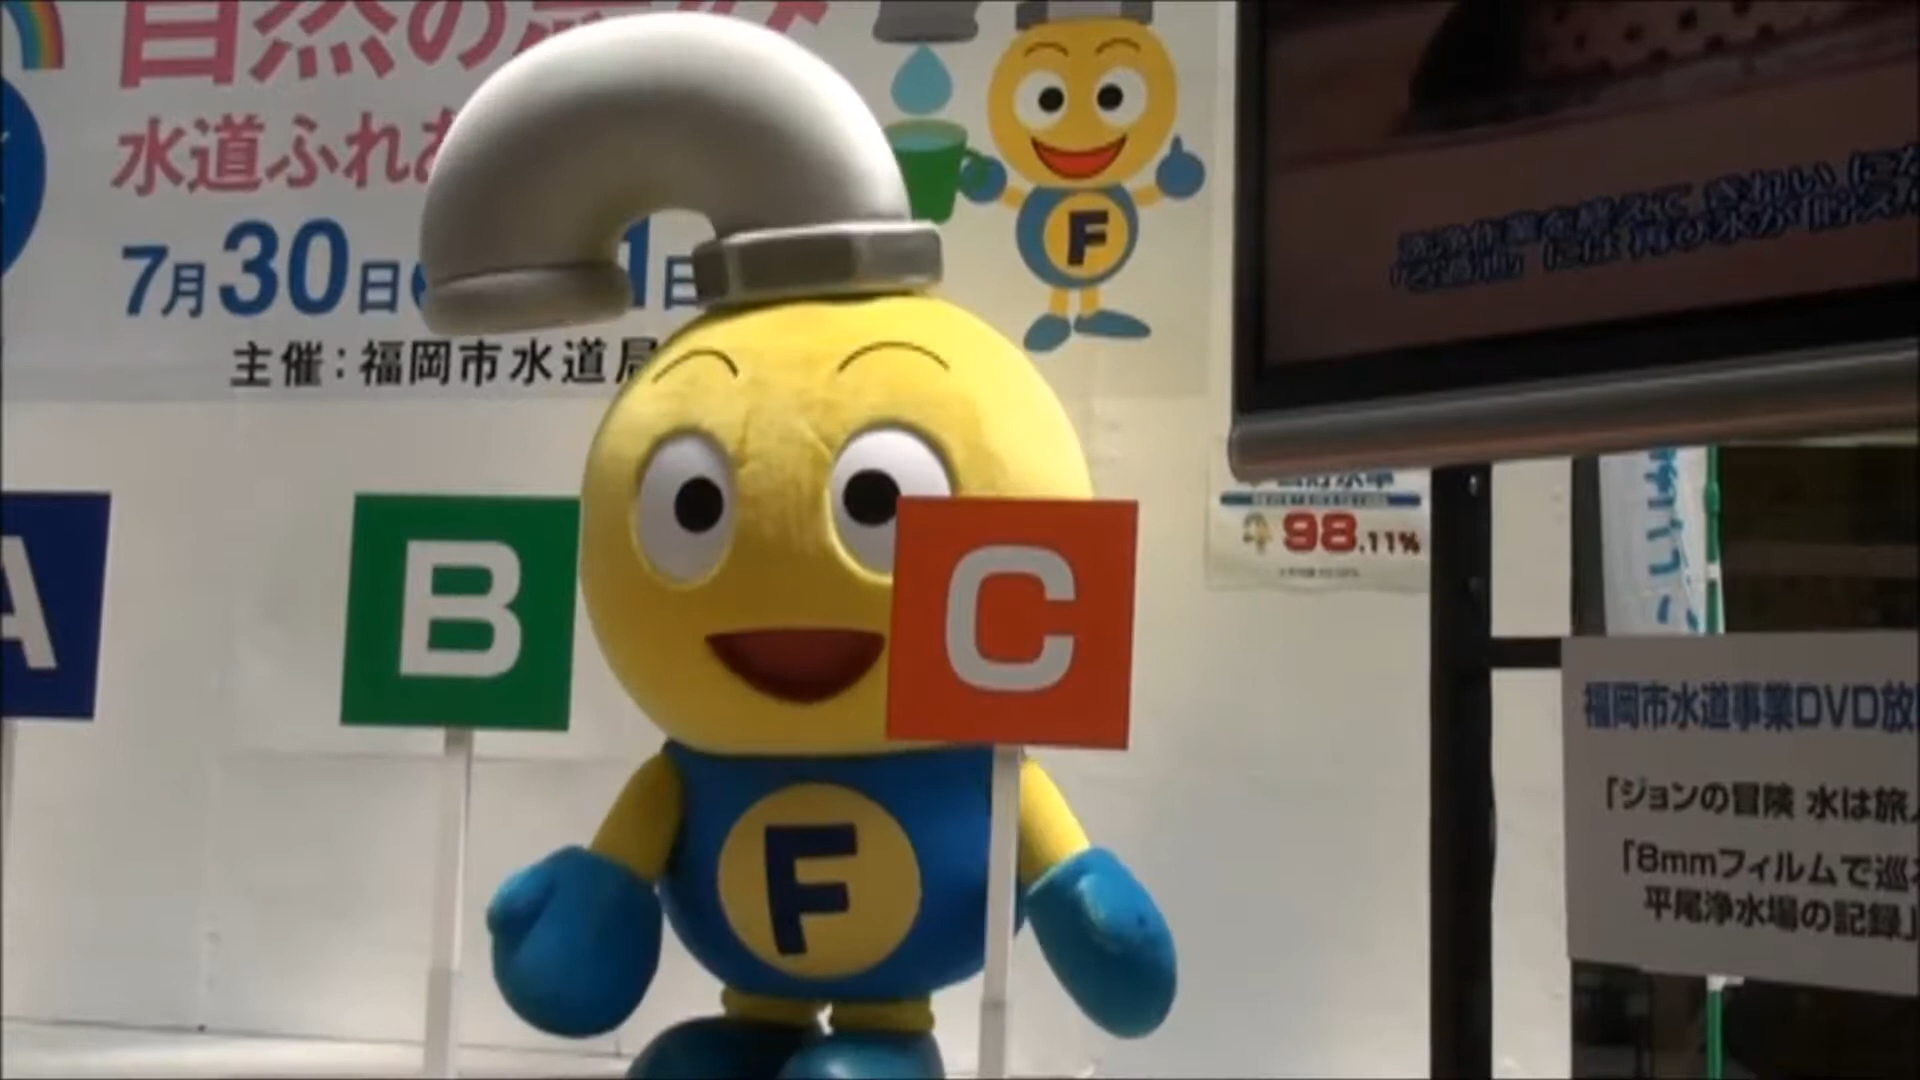 自然の恵み
水道ふれあ
7月30日
1日
主催：福岡市水道局
F
A
B
C
F
98.11%
福岡市水道事業DVD放
「ジョンの冒険 水は旅
「8mmフィルムで巡
平尾浄水場の記録」